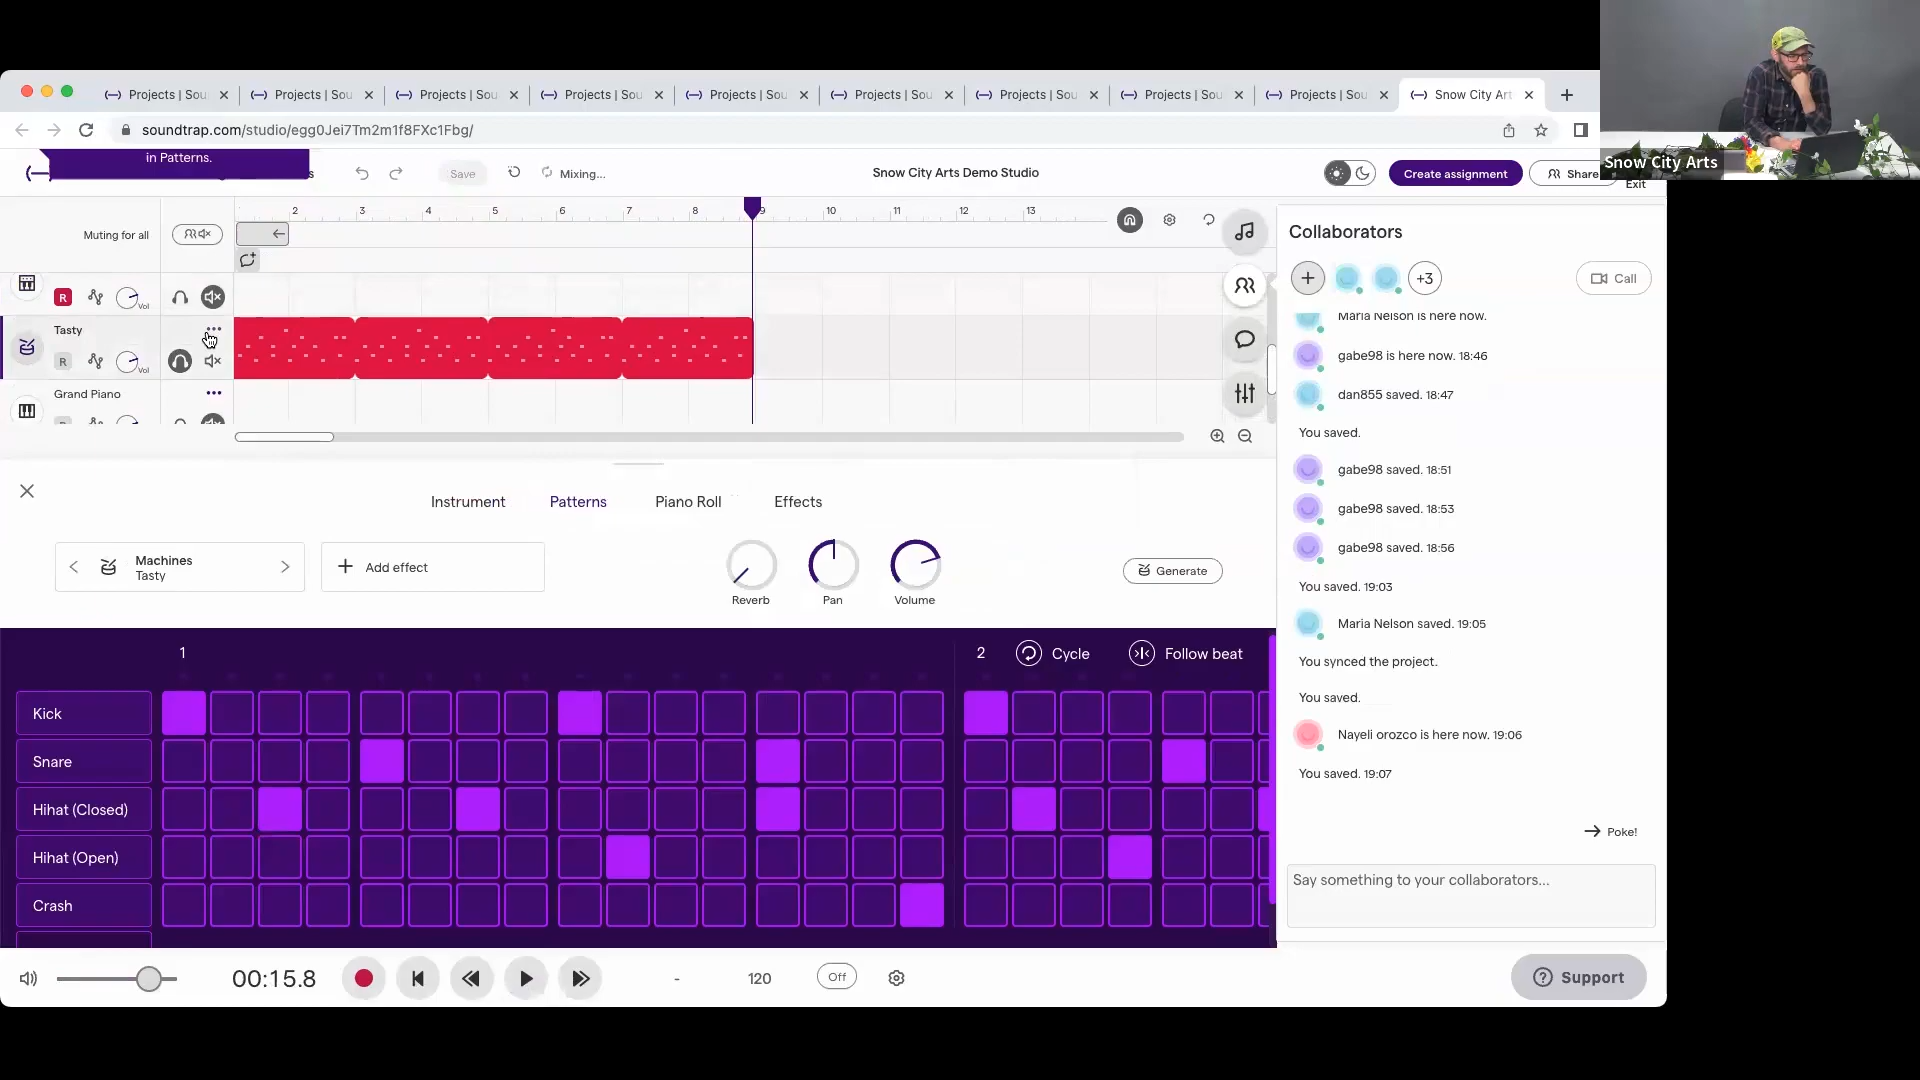 Projects | Sou
Projects | Sou
Projects | Sou
Projects | Sou
Projects | Sou
Projects | Sou
Projects | Sou
Projects | Sou
Projects | Sou
Snow City Art
soundtrap.com/studio/egg0Jei7Tm2m1f8FXc1Fbg/
Snow City Arts
in Patterns.
Save
Mixing...
Snow City Arts Demo Studio
Create assignment
Share
Exit
2 3 4 5 6 7 8 9 10 11 12 13
Muting for all
R
Vol
Tasty
R
Vol
Grand Piano
Collaborators
+3
Call
Maria Nelson is here now.
gabe98 is here now. 18:46
dan855 saved. 18:47
You saved.
gabe98 saved. 18:51
gabe98 saved. 18:53
gabe98 saved. 18:56
You saved. 19:03
Maria Nelson saved. 19:05
You synced the project.
You saved.
Nayeli orozco is here now. 19:06
You saved. 19:07
Poke!
Say something to your collaborators...
Instrument
Patterns
Piano Roll
Effects
Machines
Tasty
Add effect
Reverb
Pan
Volume
Generate
1
2
Cycle
Follow beat
Kick
Snare
Hihat (Closed)
Hihat (Open)
Crash
00:15.8
-
120
Off
Support